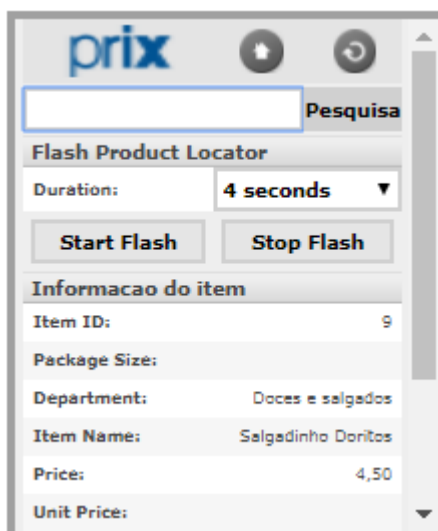 prix
Pesquisa
Flash Product Locator
Duration: 4 seconds
Start Flash Stop Flash
Informacao do item
Item ID: 9
Package Size:
Department: Doces e salgados
Item Name: Salgadinho Doritos
Price: 4,50
Unit Price: